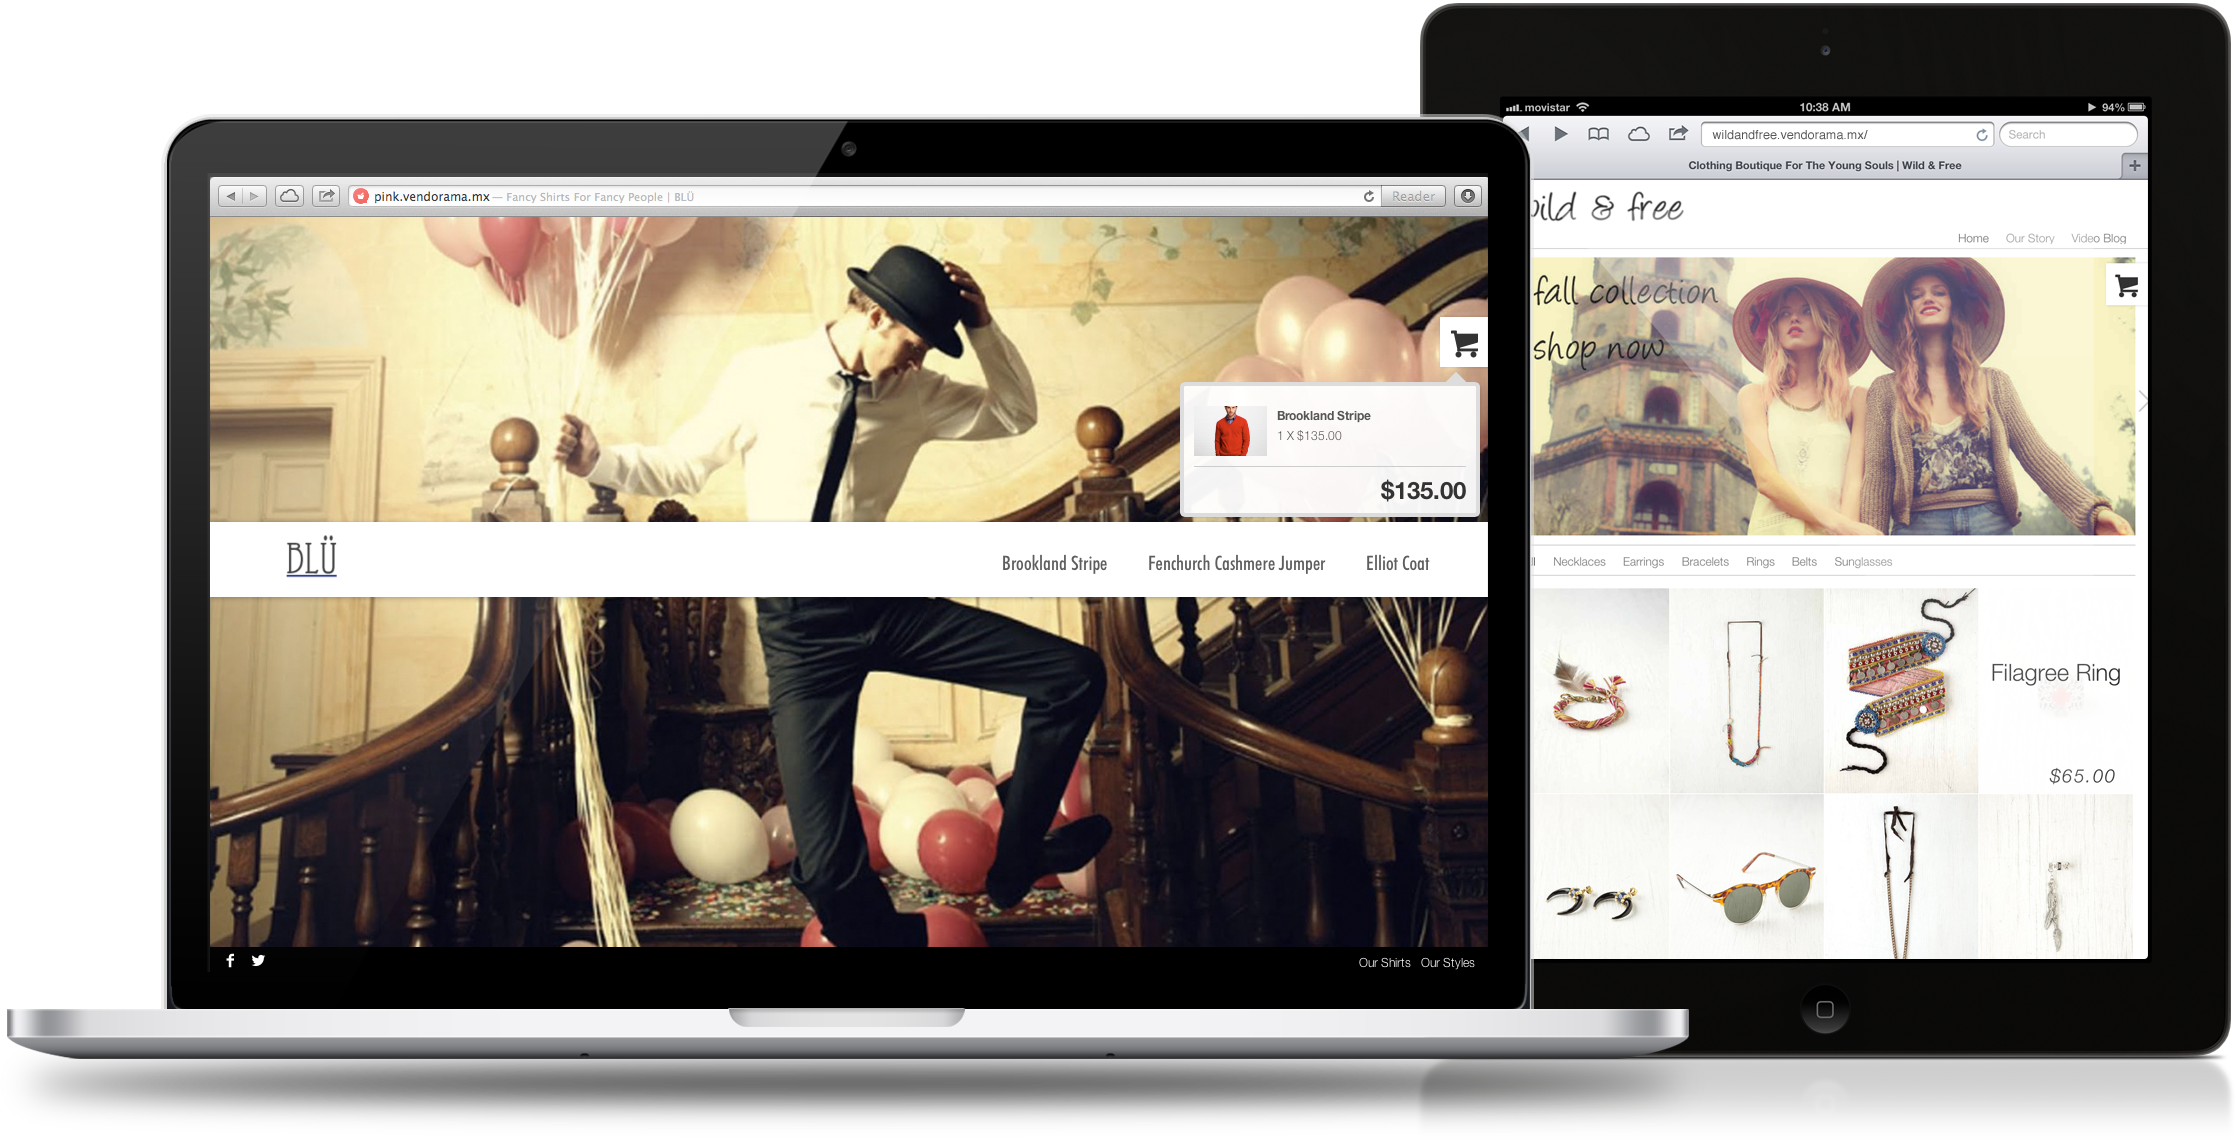 pink.vendorama.mx — Fancy Shirts For Fancy People | BLÜ
Reader
Brookland Stripe
1 X $135.00
$135.00
BLÜ
Brookland Stripe Fenchurch Cashmere Jumper Elliot Coat
Our Shirts Our Styles
movistar 10:38 AM 94%
wildandfree.vendorama.mx/ Search
Clothing Boutique For The Young Souls | Wild & Free
& free
Home Our Story Video Blog
fall collection
shop now
Necklaces Earrings Bracelets Rings Belts Sunglasses
Filagree Ring
$65.00